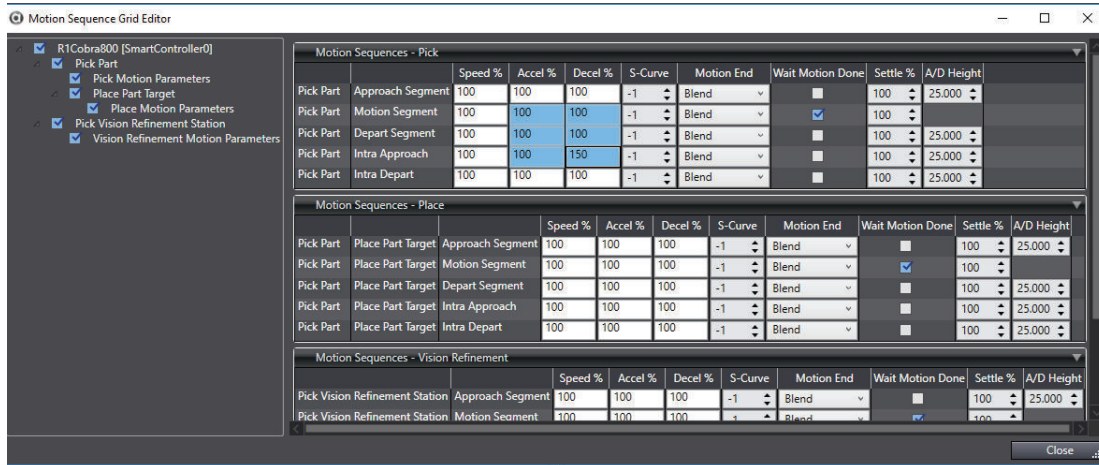 Motion Sequence Grid Editor
R1Cobra800 [SmartController0]
Pick Part
Pick Motion Parameters
Place Part Target
Place Motion Parameters
Pick Vision Refinement Station
Vision Refinement Motion Parameters
Motion Sequences - Pick
Speed % Accel % Decel % S-Curve Motion End Wait Motion Done Settle % A/D Height
Pick Part Approach Segment 100 100 100 -1 Blend 100 25.000
Pick Part Motion Segment 100 100 100 -1 Blend 100
Pick Part Depart Segment 100 100 100 -1 Blend 100 25.000
Pick Part Intra Approach 100 100 150 -1 Blend 100 25.000
Pick Part Intra Depart 100 100 100 -1 Blend 100 25.000
Motion Sequences - Place
Speed % Accel % Decel % S-Curve Motion End Wait Motion Done Settle % A/D Height
Pick Part Place Part Target Approach Segment 100 100 100 -1 Blend 100 25.000
Pick Part Place Part Target Motion Segment 100 100 100 -1 Blend 100
Pick Part Place Part Target Depart Segment 100 100 100 -1 Blend 100 25.000
Pick Part Place Part Target Intra Approach 100 100 100 -1 Blend 100 25.000
Pick Part Place Part Target Intra Depart 100 100 100 -1 Blend 100 25.000
Motion Sequences - Vision Refinement
Speed % Accel % Decel % S-Curve Motion End Wait Motion Done Settle % A/D Height
Pick Vision Refinement Station Approach Segment 100 100 100 -1 Blend 100 25.000
Pick Vision Refinement Station Motion Segment 100 100 100 -1 Blend 100
Close